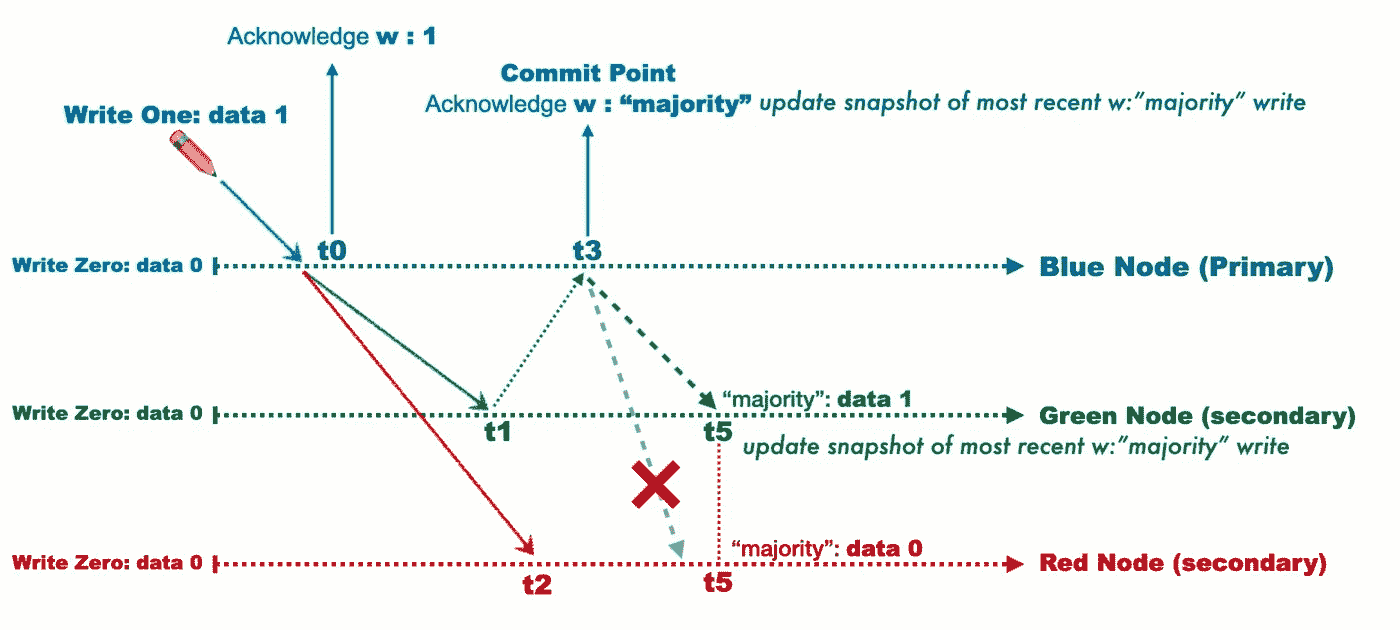 Acknowledge w : 1
Commit Point
Acknowledge w : “majority” update snapshot of most recent w:”majority” write
Write One: data 1
t0
t3
Write Zero: data 0
Blue Node (Primary)
“majority”: data 1
Write Zero: data 0
Green Node (secondary)
t1
t5
update snapshot of most recent w:”majority” write
“majority”: data 0
Write Zero: data 0
Red Node (secondary)
t2
t5